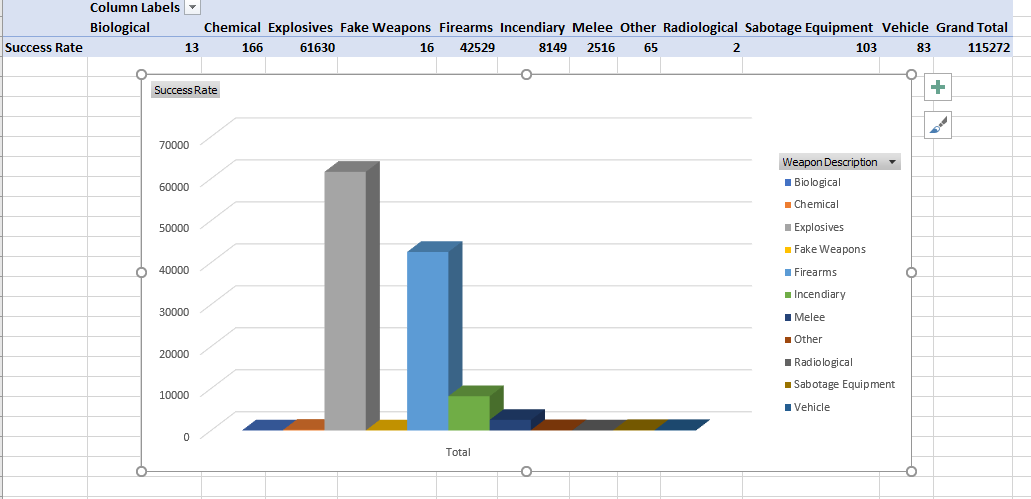 Column Labels
Biological Chemical Explosives Fake Weapons Firearms Incendiary Melee Other Radiological Sabotage Equipment Vehicle Grand Total
Success Rate 13 166 61630 16 42529 8149 2516 65 2 103 83 115272
Success Rate
70000
60000
50000
40000
30000
20000
10000
0
Total
Weapon Description
Biological
Chemical
Explosives
Fake Weapons
Firearms
Incendiary
Melee
Other
Radiological
Sabotage Equipment
Vehicle